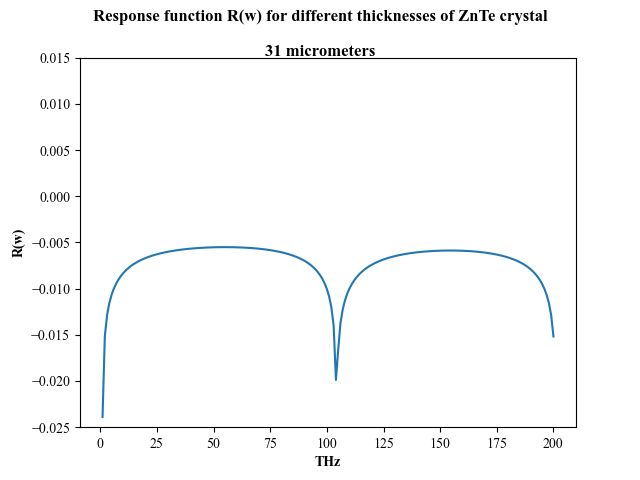 Response function R(w) for different thicknesses of ZnTe crystal
31 micrometers
0.015
0.010
0.005
0.000
−0.005
−0.010
−0.015
−0.020
−0.025
R(w)
0 25 50 75 100 125 150 175 200
THz